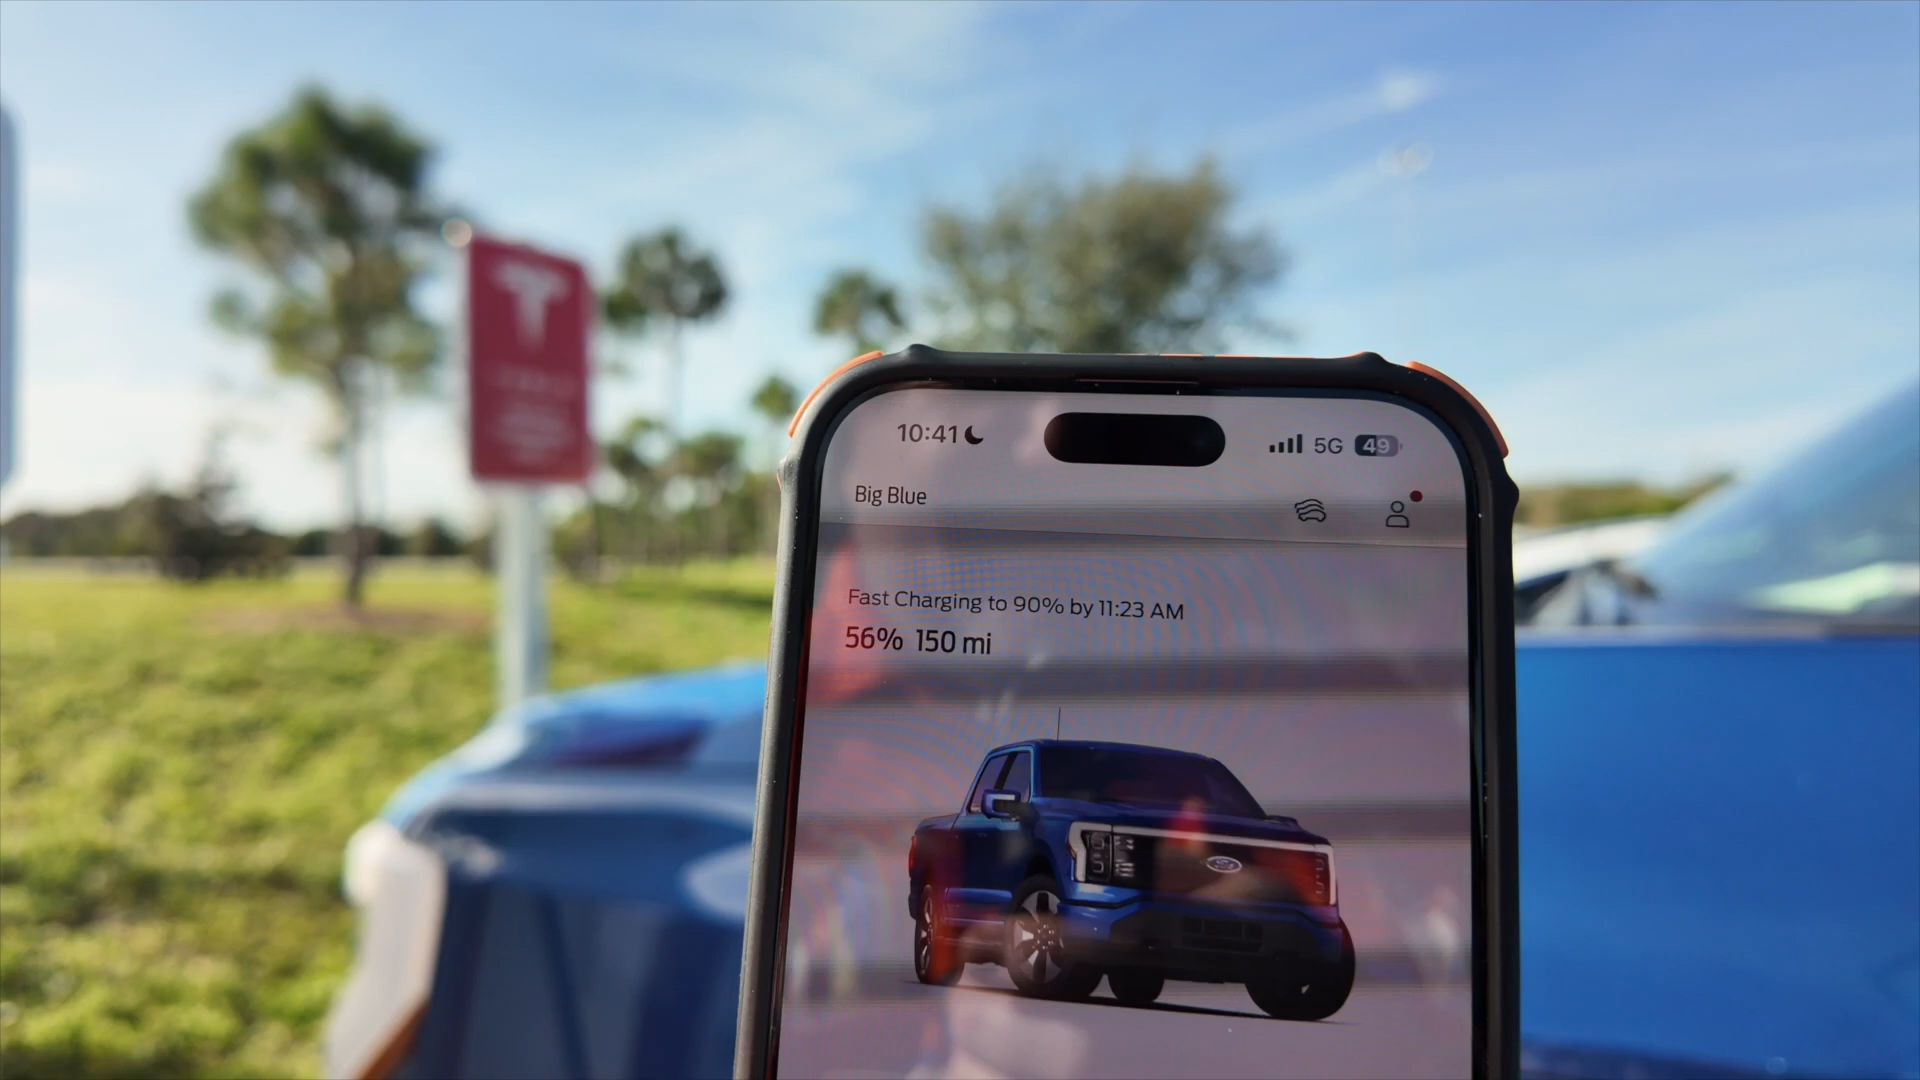 10:41
5G 49
Big Blue
Fast Charging to 90% by 11:23 AM
56% 150 mi